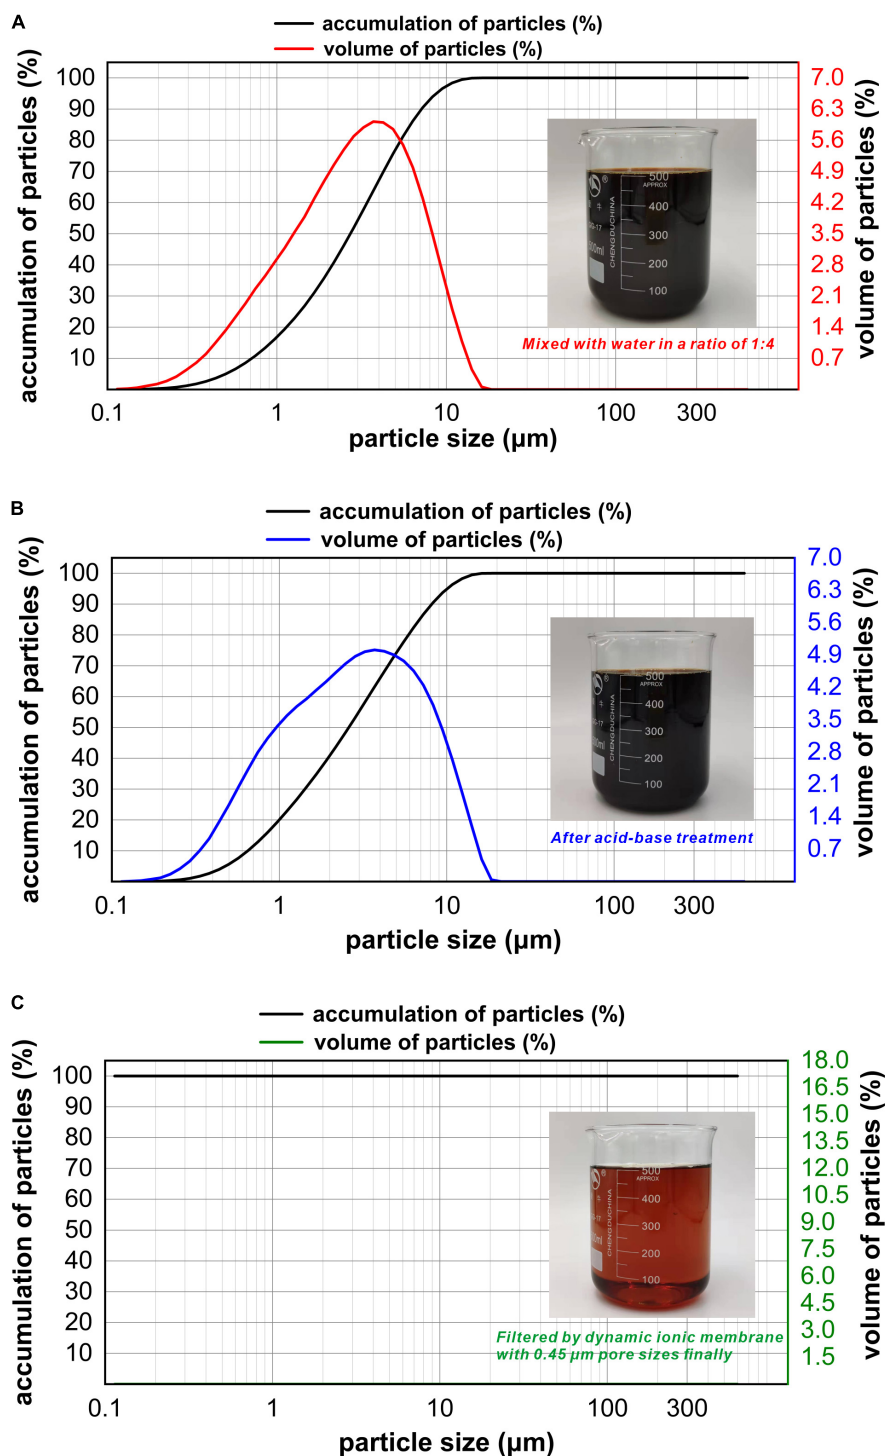 A
accumulation of particles (%)
volume of particles (%)
accumulation of particles (%)
100
90
80
70
60
50
40
30
20
10
7.0
6.3
5.6
4.9
4.2
3.5
2.8
2.1
1.4
0.7
volume of particles (%)
500
APPROX
400
300
200
100
CHENGDUCHINA
Mixed with water in a ratio of 1:4
0.1 1 10 100 300
particle size (μm)
B
accumulation of particles (%)
volume of particles (%)
accumulation of particles (%)
100
90
80
70
60
50
40
30
20
10
7.0
6.3
5.6
4.9
4.2
3.5
2.8
2.1
1.4
0.7
volume of particles (%)
500
APPROX
400
300
200
100
CHENGDUCHINA
After acid-base treatment
0.1 1 10 100 300
particle size (μm)
C
accumulation of particles (%)
volume of particles (%)
accumulation of particles (%)
100
90
80
70
60
50
40
30
20
10
18.0
16.5
15.0
13.5
12.0
10.5
9.0
7.5
6.0
4.5
3.0
1.5
volume of particles (%)
500
APPROX
400
300
200
100
CHENGDUCHINA
Filtered by dynamic ionic membrane
with 0.45 μm pore sizes finally
0.1 1 10 100 300
particle size (μm)